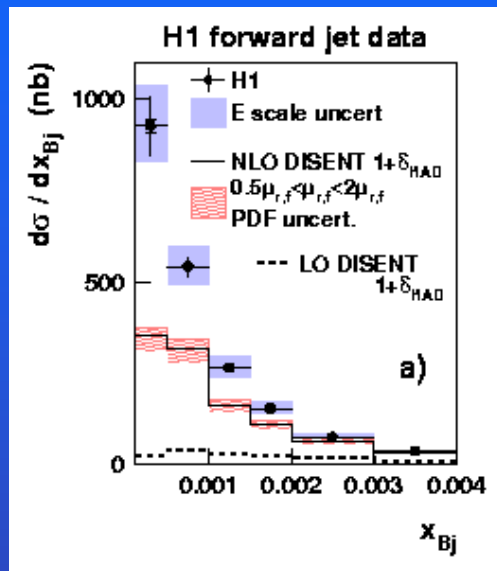 H1 forward jet data
dσ / dx_Bj (nb)
H1
E scale uncert
NLO DISENT 1+δ_HAD
0.5μ_r,f<μ_r,f<2μ_r,f
PDF uncert.
LO DISENT
1+δ_HAD
a)
1000
500
0
0.001 0.002 0.003 0.004
x_Bj